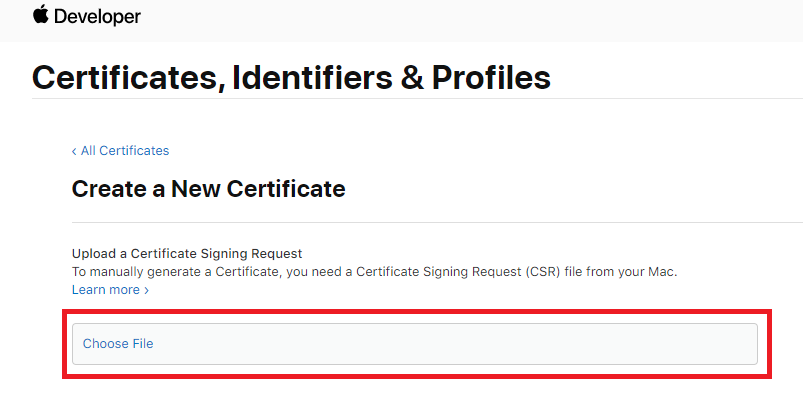 Developer
Certificates, Identifiers & Profiles
‹ All Certificates
Create a New Certificate
Upload a Certificate Signing Request
To manually generate a Certificate, you need a Certificate Signing Request (CSR) file from your Mac.
Learn more ›
Choose File